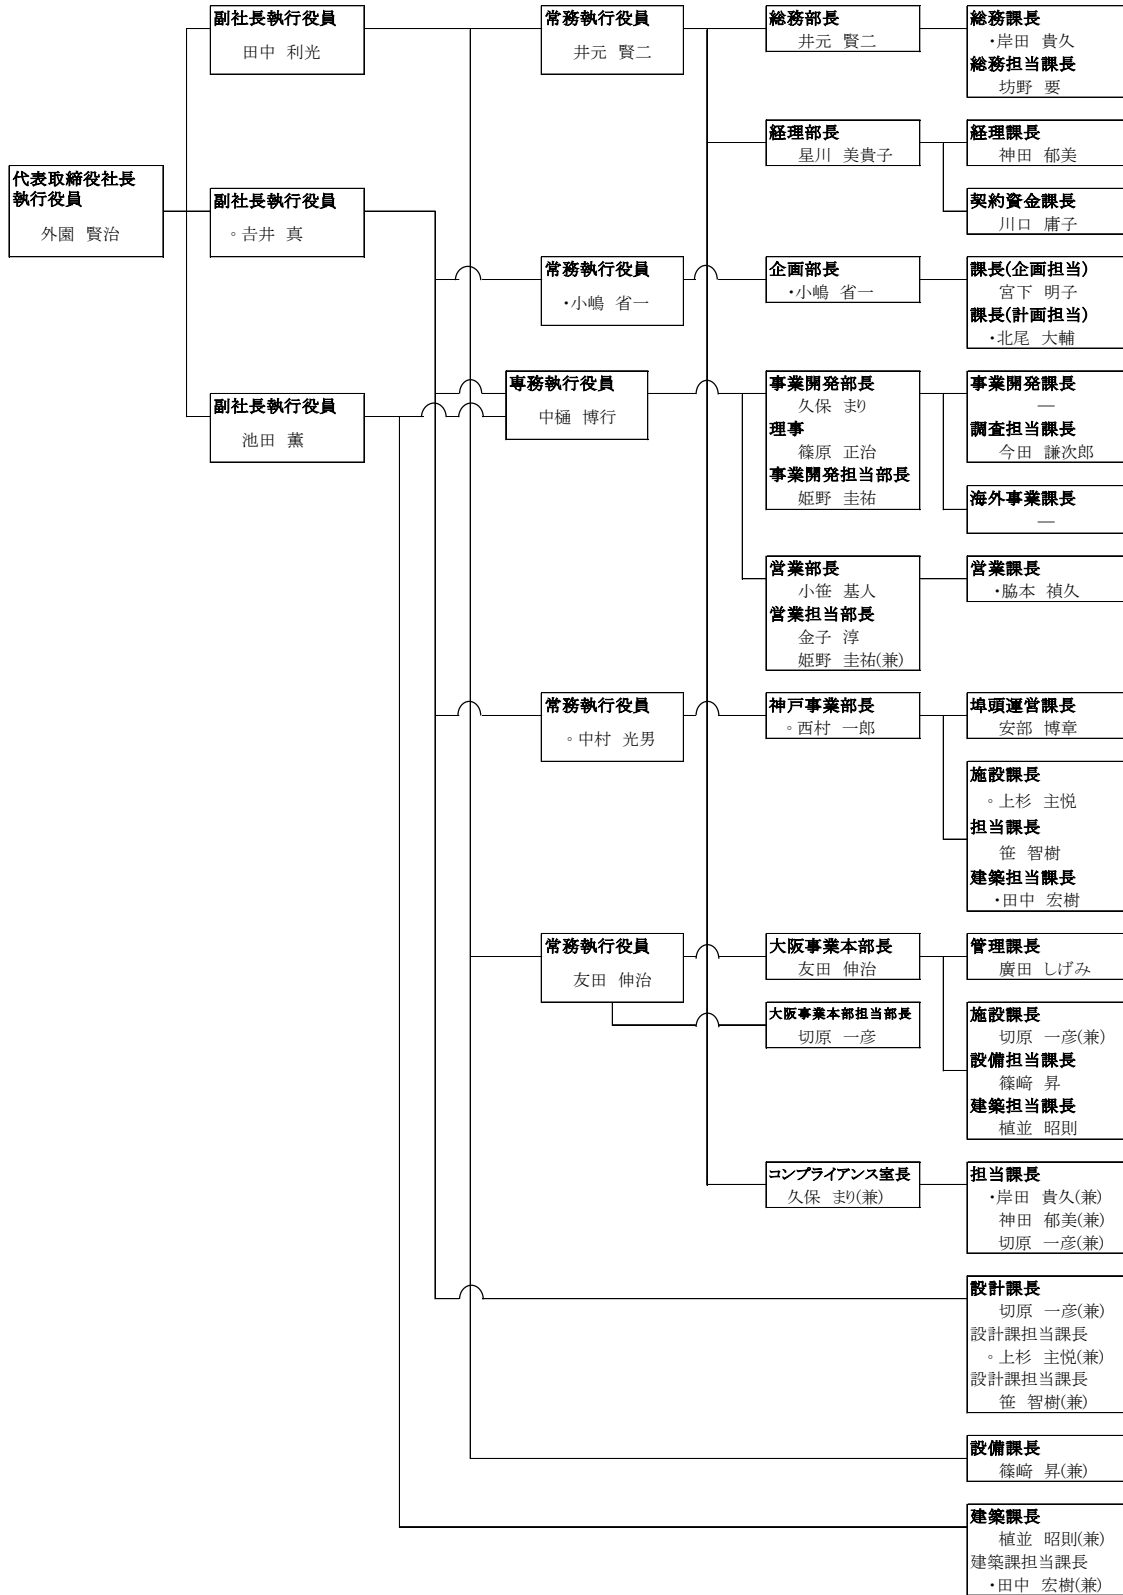 代表取締役社長
執行役員
外園 賢治
副社長執行役員
田中 利光
副社長執行役員
◦𠮷井 真
副社長執行役員
池田 薫
常務執行役員
井元 賢二
常務執行役員
・小嶋 省一
専務執行役員
中樋 博行
常務執行役員
◦中村 光男
常務執行役員
友田 伸治
総務部長
井元 賢二
経理部長
星川 美貴子
企画部長
・小嶋 省一
事業開発部長
久保 まり
理事
篠原 正治
事業開発担当部長
姫野 圭祐
営業部長
小笹 基人
営業担当部長
金子 淳
姫野 圭祐(兼)
神戸事業部長
◦西村 一郎
大阪事業本部長
友田 伸治
大阪事業本部担当部長
切原 一彦
コンプライアンス室長
久保 まり(兼)
総務課長
・岸田 貴久
総務担当課長
坊野 要
経理課長
神田 郁美
契約資金課長
川口 庸子
課長(企画担当)
宮下 明子
課長(計画担当)
・北尾 大輔
事業開発課長
―
調査担当課長
今田 謙次郎
海外事業課長
―
営業課長
・脇本 禎久
埠頭運営課長
安部 博章
施設課長
◦上杉 主悦
担当課長
笹 智樹
建築担当課長
・田中 宏樹
管理課長
廣田 しげみ
施設課長
切原 一彦(兼)
設備担当課長
篠﨑 昇
建築担当課長
植並 昭則
担当課長
・岸田 貴久(兼)
神田 郁美(兼)
切原 一彦(兼)
設計課長
切原 一彦(兼)
設計課担当課長
◦上杉 主悦(兼)
設計課担当課長
笹 智樹(兼)
設備課長
篠﨑 昇(兼)
建築課長
植並 昭則(兼)
建築課担当課長
・田中 宏樹(兼)